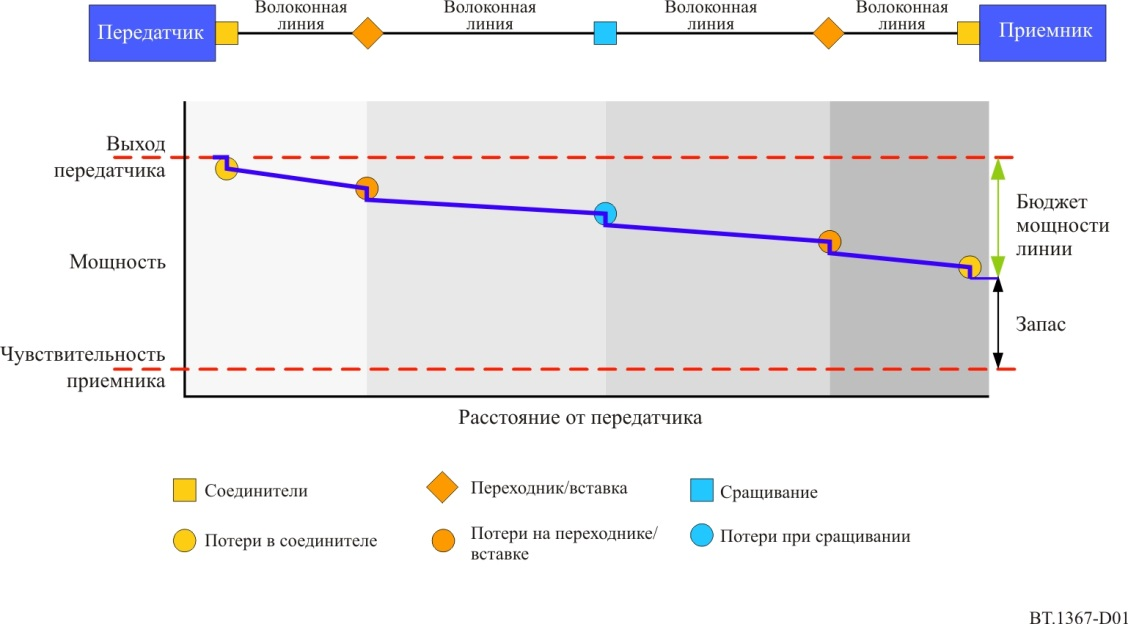 Передатчик
Волоконная
линия
Волоконная
линия
Волоконная
линия
Волоконная
линия
Приемник
Выход
передатчика
Мощность
Чувствительность
приемника
Бюджет
мощности
линии
Запас
Расстояние от передатчика
Соединители
Переходник/вставка
Сращивание
Потери в соединителе
Потери на переходнике/
вставке
Потери при сращивании
BT.1367-D01